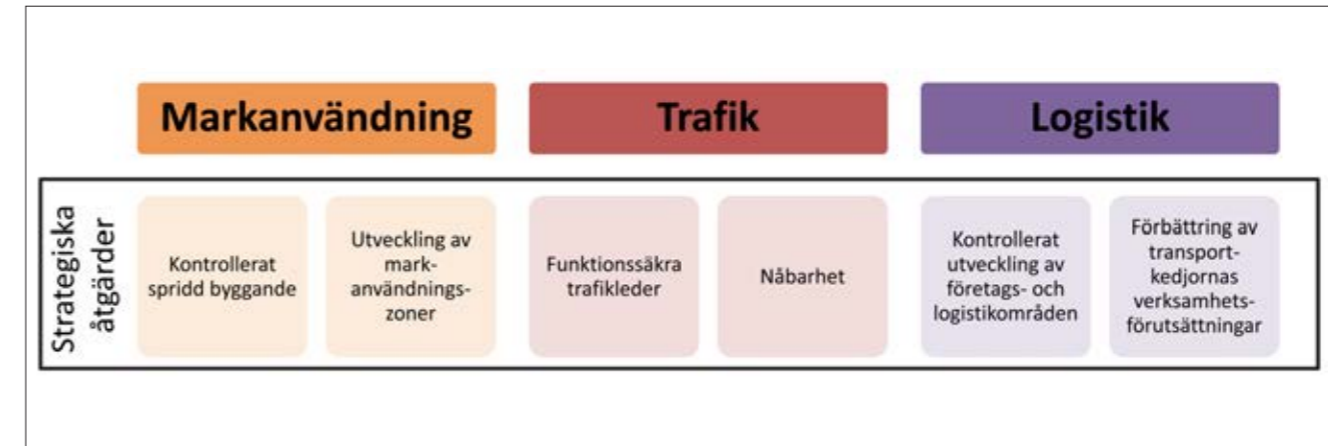 Markanvändning
Trafik
Logistik
Strategiska
åtgärder
Kontrollerat
spridd byggande
Utveckling av
mark-
användnings-
zoner
Funktionssäkra
trafikleder
Nåbarhet
Kontrollerat
utveckling av
företags- och
logistikområden
Förbättring av
transport-
kedjornas
verksamhets-
förutsättningar